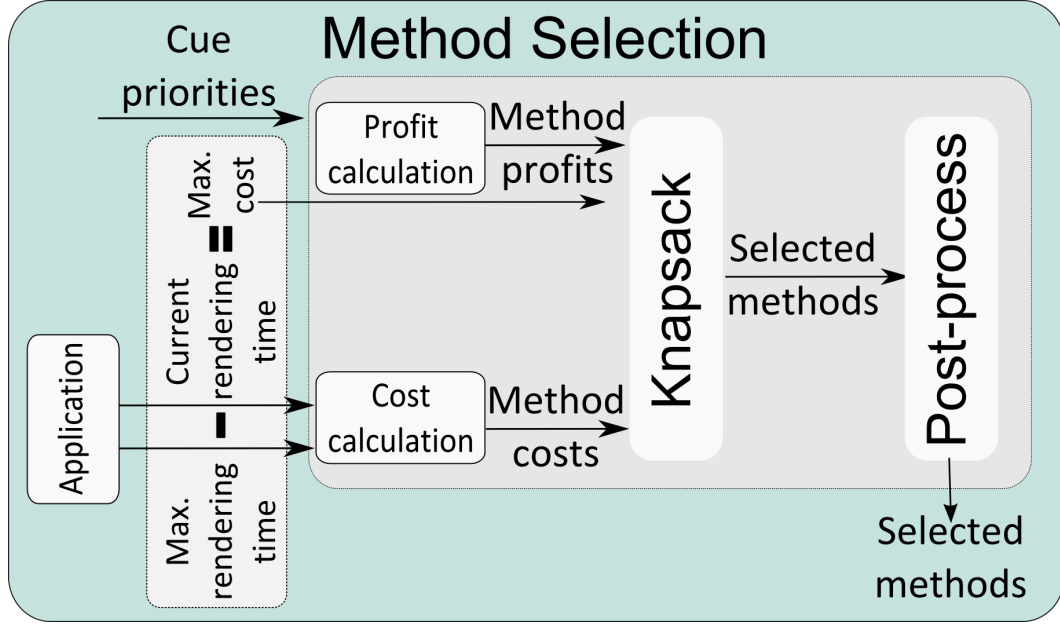 Method Selection
Cue
priorities
Profit
calculation
Method
profits
Max.
cost
=
Current
rendering
time
-
Max.
rendering
time
Application
Cost
calculation
Method
costs
Knapsack
Selected
methods
Post-process
Selected
methods